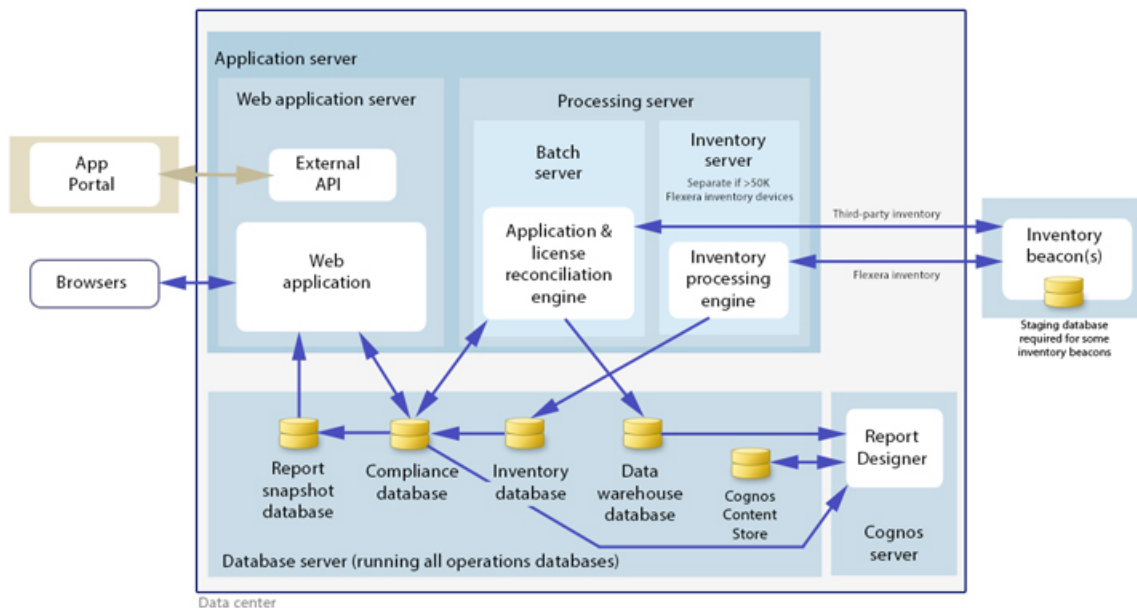 Application server
Web application server
Processing server
App
Portal
External
API
Batch
server
Inventory
server
Separate if >50K
Flexera inventory devices
Third-party inventory
Application &
license
reconciliation
engine
Inventory
processing
engine
Flexera inventory
Inventory
beacon(s)
Staging database
required for some
inventory beacons
Browsers
Web
application
Report
snapshot
database
Compliance
database
Inventory
database
Data
warehouse
database
Cognos
Content
Store
Report
Designer
Cognos
server
Database server (running all operations databases)
Data center